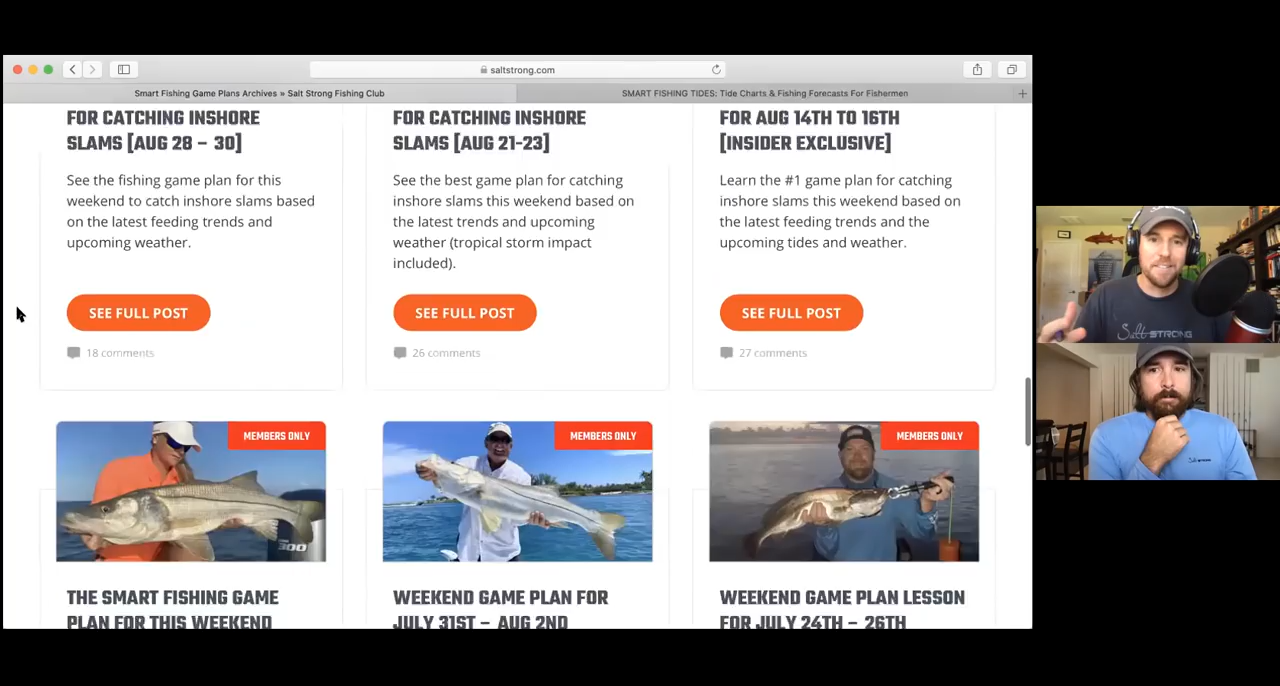 saltstrong.com
Smart Fishing Game Plans Archives » Salt Strong Fishing Club
SMART FISHING TIDES: Tide Charts & Fishing Forecasts For Fishermen
FOR CATCHING INSHORE
SLAMS [AUG 28 – 30]
See the fishing game plan for this
weekend to catch inshore slams based
on the latest feeding trends and
upcoming weather.
SEE FULL POST
18 comments
FOR CATCHING INSHORE
SLAMS [AUG 21-23]
See the best game plan for catching
inshore slams this weekend based on
the latest trends and upcoming
weather (tropical storm impact
included).
SEE FULL POST
26 comments
FOR AUG 14TH TO 16TH
[INSIDER EXCLUSIVE]
Learn the #1 game plan for catching
inshore slams this weekend based on
the latest feeding trends and the
upcoming tides and weather.
SEE FULL POST
27 comments
MEMBERS ONLY
300
THE SMART FISHING GAME
PLAN FOR THIS WEEKEND
MEMBERS ONLY
WEEKEND GAME PLAN FOR
JULY 31ST – AUG 2ND
MEMBERS ONLY
WEEKEND GAME PLAN LESSON
FOR JULY 24TH – 26TH
Salt STRONG